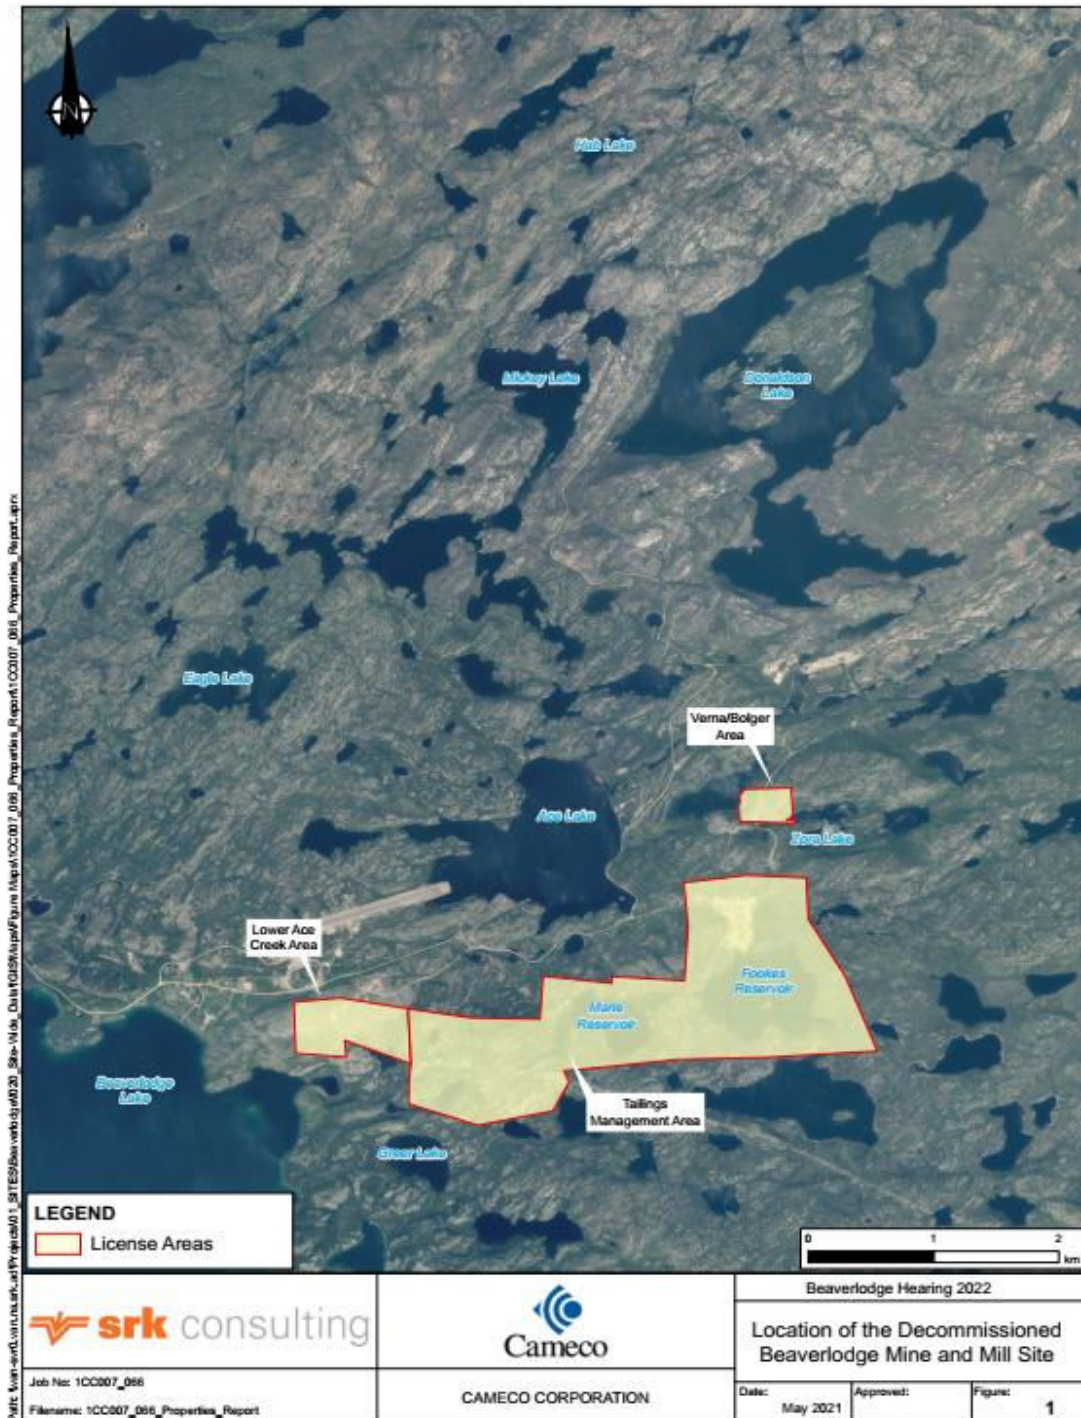 N
Hab Lake
Mickey Lake
Donaldson
Lake
Eagle Lake
Verna/Bolger
Area
Ace Lake
Zora Lake
Lower Ace
Creek Area
Fookes
Reservoir
Marie
Reservoir
Beaverlodge
Lake
Tailings
Management Area
Greer Lake
LEGEND
License Areas
0 1 2
km
srk consulting
Cameco
Beaverlodge Hearing 2022
Location of the Decommissioned
Beaverlodge Mine and Mill Site
Job No: 1CC007_066
Filename: 1CC007_066_Properties_Report
CAMECO CORPORATION
Date:
May 2021
Approved:
Figure:
1